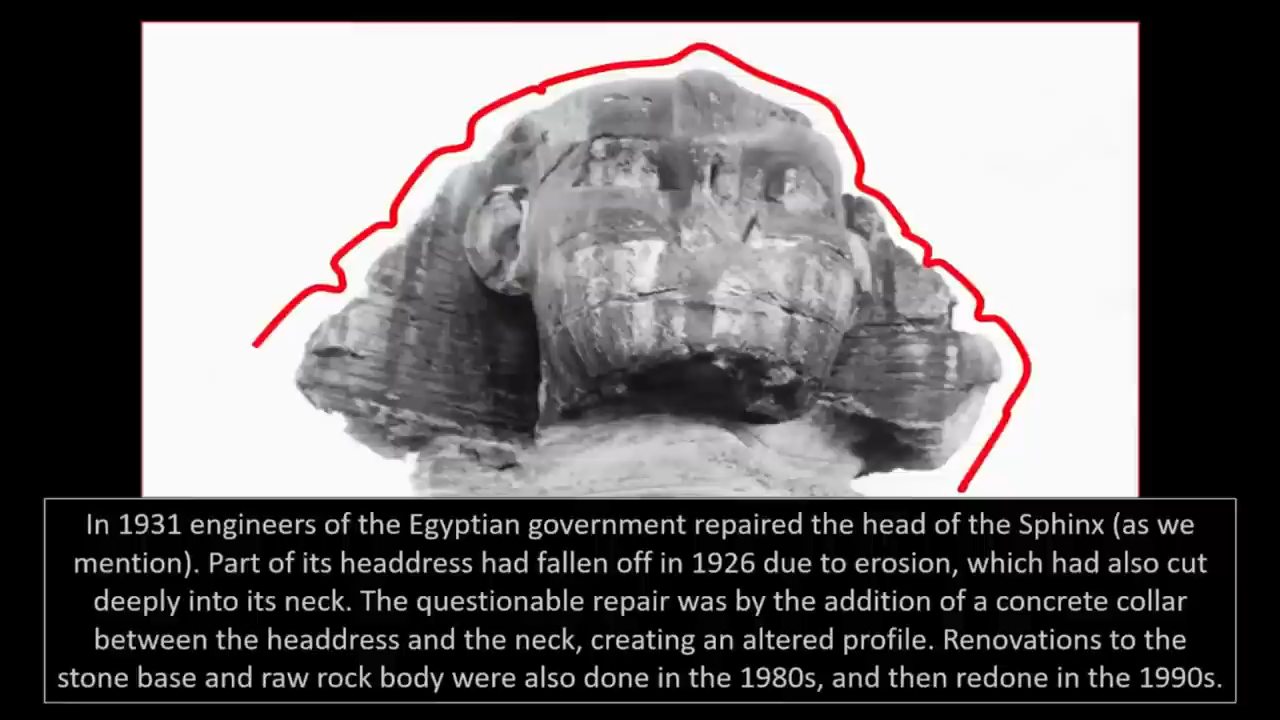 In 1931 engineers of the Egyptian government repaired the head of the Sphinx (as we
mention). Part of its headdress had fallen off in 1926 due to erosion, which had also cut
deeply into its neck. The questionable repair was by the addition of a concrete collar
between the headdress and the neck, creating an altered profile. Renovations to the
stone base and raw rock body were also done in the 1980s, and then redone in the 1990s.